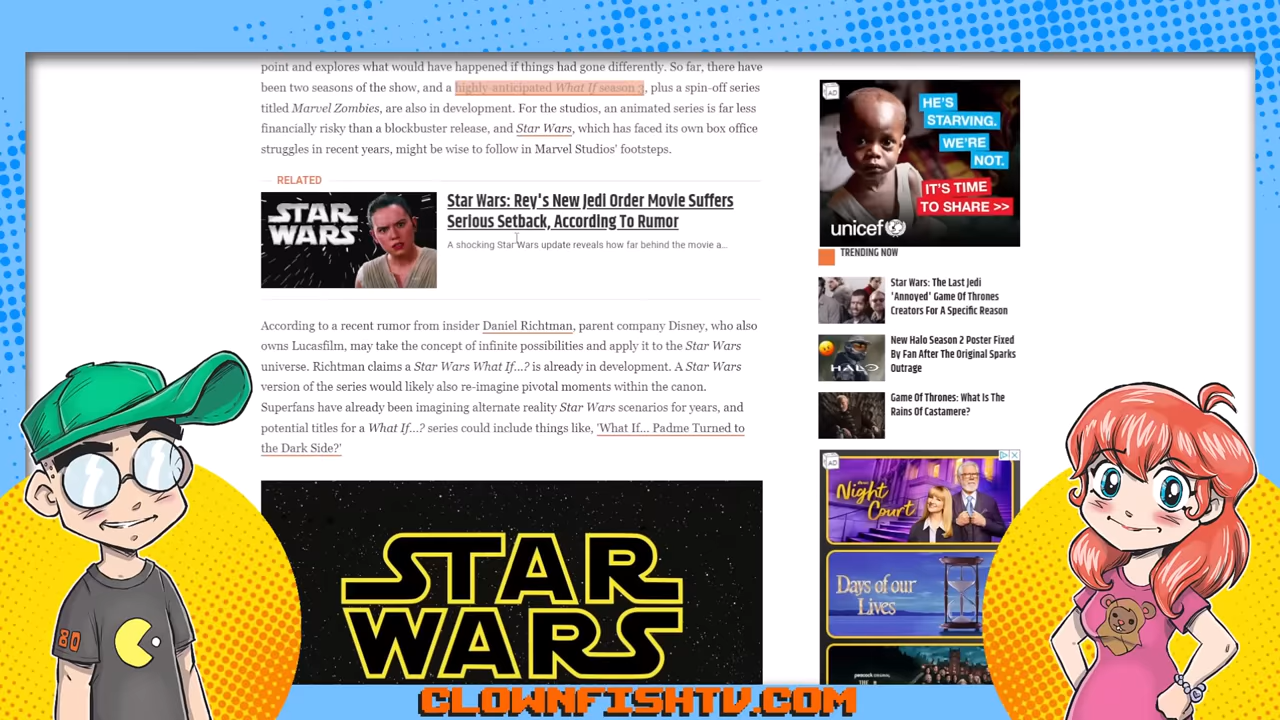 point and explores what would have happened if things had gone differently. So far, there have
been two seasons of the show, and a highly-anticipated What If season 3, plus a spin-off series
titled Marvel Zombies, are also in development. For the studios, an animated series is far less
financially risky than a blockbuster release, and Star Wars, which has faced its own box office
struggles in recent years, might be wise to follow in Marvel Studios' footsteps.
RELATED
STAR
WARS
Star Wars: Rey's New Jedi Order Movie Suffers
Serious Setback, According To Rumor
A shocking Star Wars update reveals how far behind the movie a...
According to a recent rumor from insider Daniel Richtman, parent company Disney, who also
owns Lucasfilm, may take the concept of infinite possibilities and apply it to the Star Wars
universe. Richtman claims a Star Wars What If...? is already in development. A Star Wars
version of the series would likely also re-imagine pivotal moments within the canon.
Superfans have already been imagining alternate reality Star Wars scenarios for years, and
potential titles for a What If...? series could include things like, 'What If... Padme Turned to
the Dark Side?'
STAR
WARS
AD
HE'S
STARVING.
WE'RE
NOT.
IT'S TIME
TO SHARE >>
unicef
TRENDING NOW
Star Wars: The Last Jedi
'Annoyed' Game Of Thrones
Creators For A Specific Reason
HALO
New Halo Season 2 Poster Fixed
By Fan After The Original Sparks
Outrage
Game Of Thrones: What Is The
Rains Of Castamere?
AD
Night
Court
Days of our
Lives
peacock ORIGINAL
THE
80
CLOWNFISHTV.COM